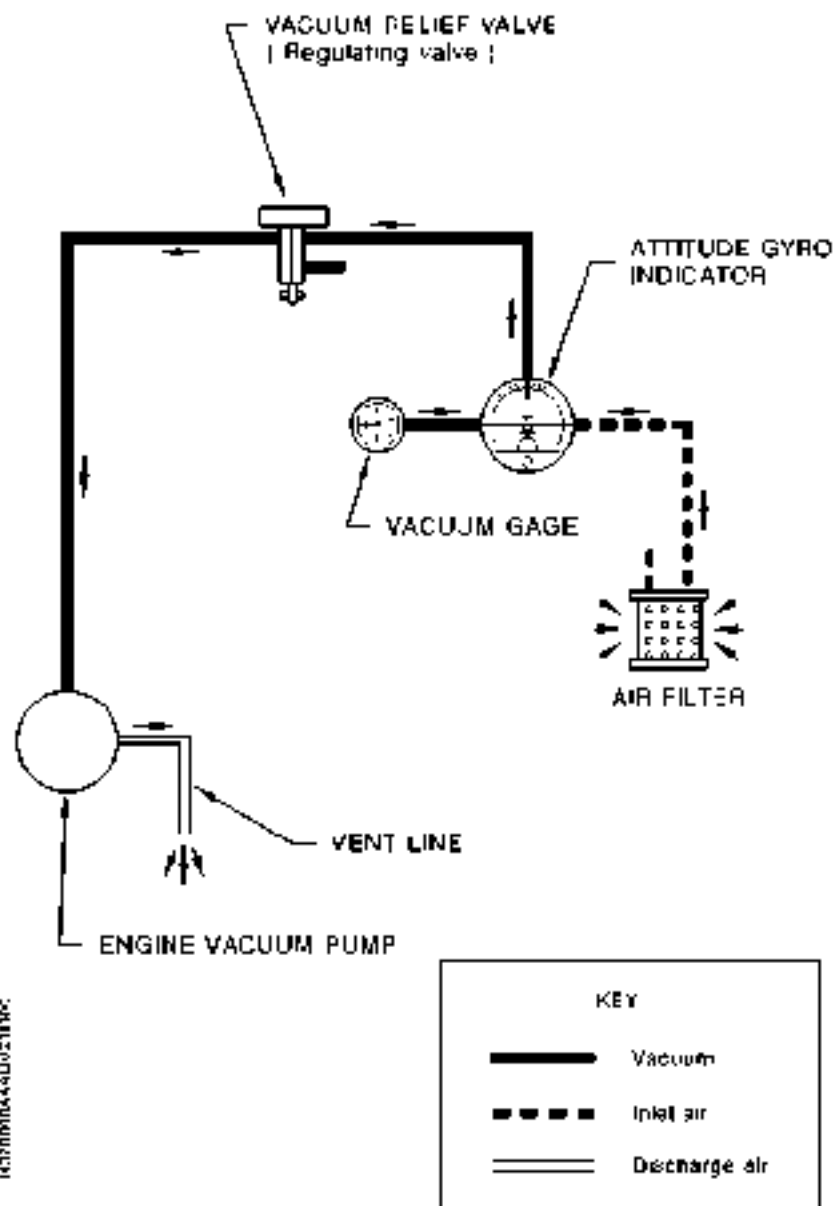 VACUUM RELIEF VALVE
( Regulating valve )
ATTITUDE GYRO
INDICATOR
VACUUM GAGE
AIR FILTER
VENT LINE
ENGINE VACUUM PUMP
KEY
Vacuum
Inlet air
Discharge air